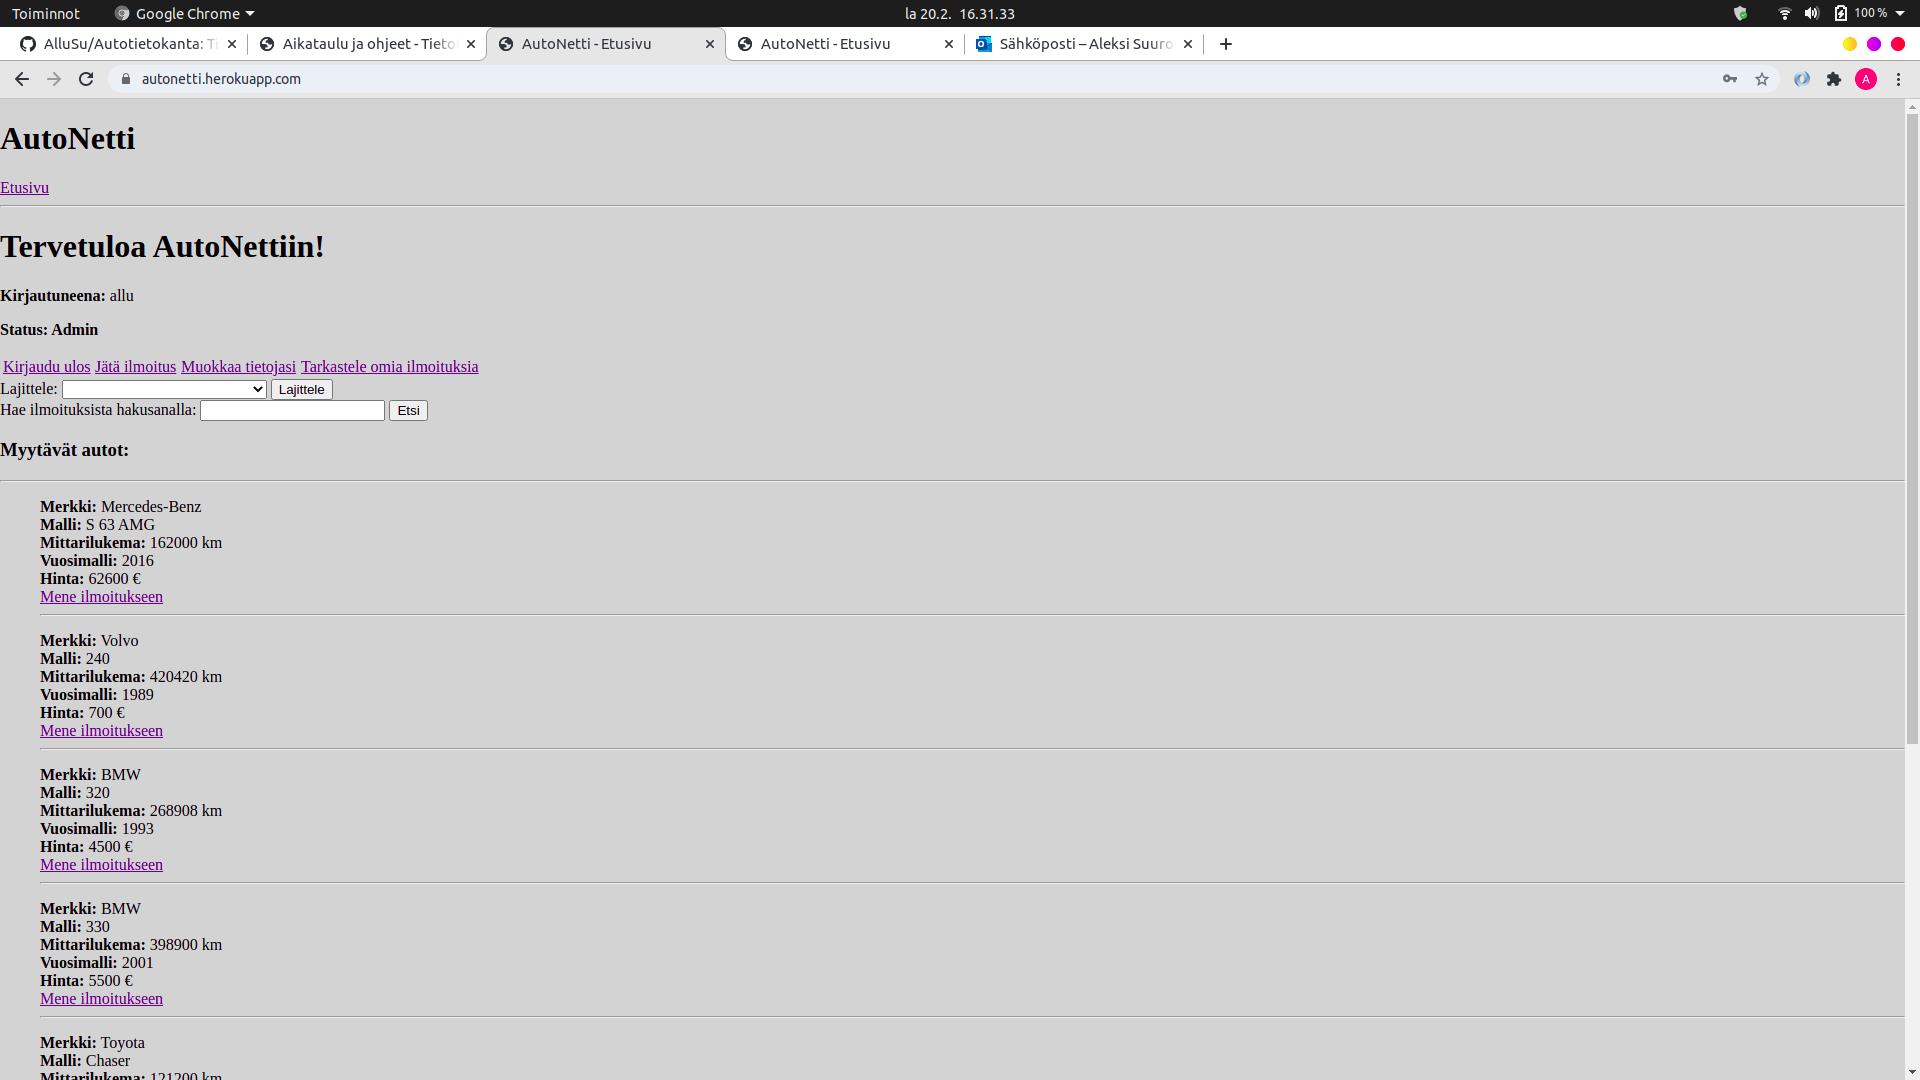 Toiminnot Google Chrome la 20.2. 16.31.33 100 %
AlluSu/Autotietokanta: Ti Aikataulu ja ohjeet - Tieto AutoNetti - Etusivu AutoNetti - Etusivu Sähköposti – Aleksi Suuro
autonetti.herokuapp.com A
AutoNetti
Etusivu
Tervetuloa AutoNettiin!
Kirjautuneena: allu
Status: Admin
Kirjaudu ulos Jätä ilmoitus Muokkaa tietojasi Tarkastele omia ilmoituksia
Lajittele: Lajittele
Hae ilmoituksista hakusanalla: Etsi
Myytävät autot:
Merkki: Mercedes-Benz
Malli: S 63 AMG
Mittarilukema: 162000 km
Vuosimalli: 2016
Hinta: 62600 €
Mene ilmoitukseen
Merkki: Volvo
Malli: 240
Mittarilukema: 420420 km
Vuosimalli: 1989
Hinta: 700 €
Mene ilmoitukseen
Merkki: BMW
Malli: 320
Mittarilukema: 268908 km
Vuosimalli: 1993
Hinta: 4500 €
Mene ilmoitukseen
Merkki: BMW
Malli: 330
Mittarilukema: 398900 km
Vuosimalli: 2001
Hinta: 5500 €
Mene ilmoitukseen
Merkki: Toyota
Malli: Chaser
Mittarilukema: 121200 km